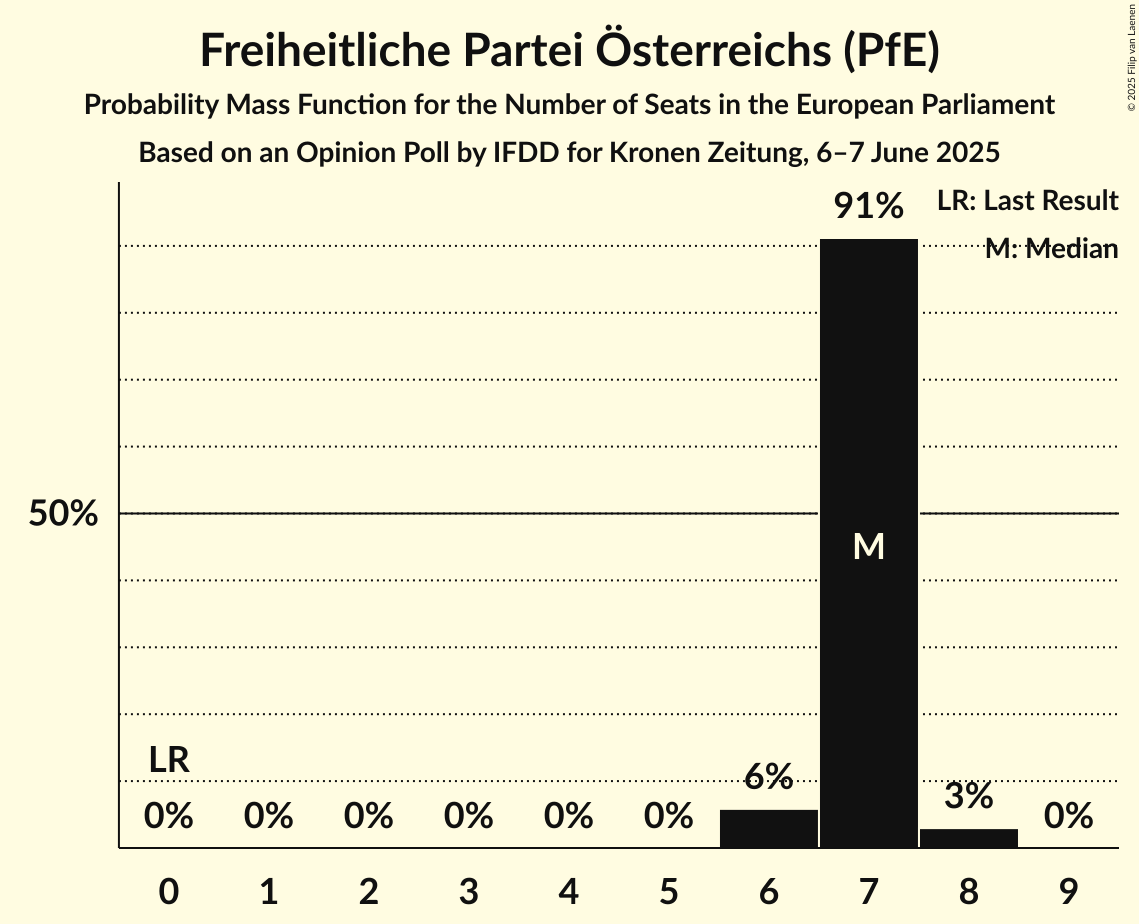 Freiheitliche Partei Österreichs (PfE)
Probability Mass Function for the Number of Seats in the European Parliament
Based on an Opinion Poll by IFDD for Kronen Zeitung, 6–7 June 2025
© 2025 Filip van Laenen
LR: Last Result
M: Median
91%
50%
M
LR
0% 0% 0% 0% 0% 0% 6% 3% 0%
0 1 2 3 4 5 6 7 8 9